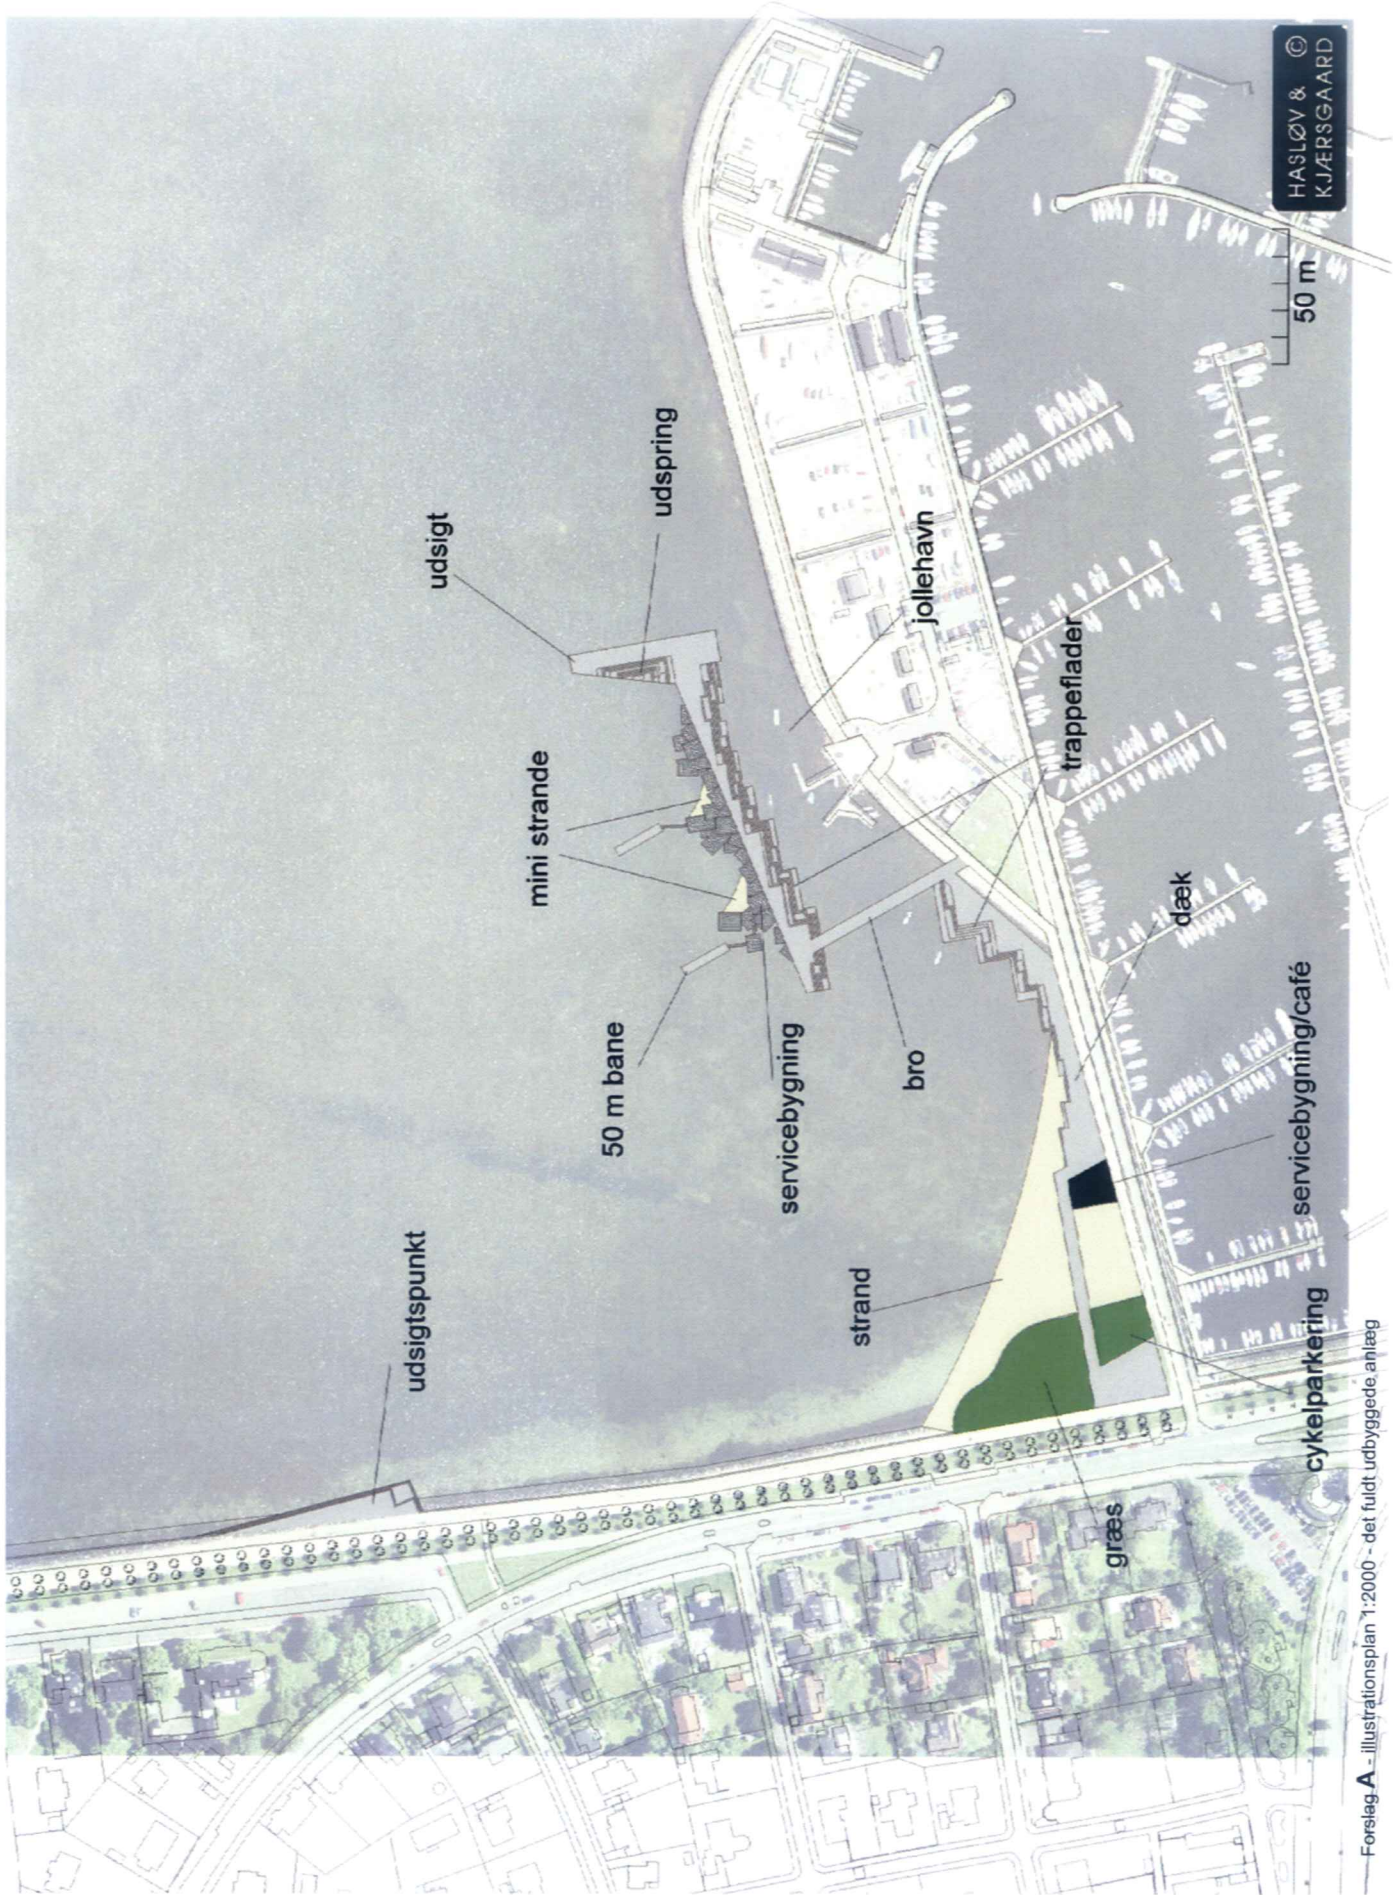 udsigtspunkt
udsigt
mini strande
50 m bane
udspring
servicebygning
strand
bro
jollehavn
trappeflader
græs
dæk
servicebygning/café
cykelparkering
50 m
HASLØV & ©
KJÆRSGAARD
Forslag A - illustrationsplan 1:2000 - det fuldt udbyggede anlæg